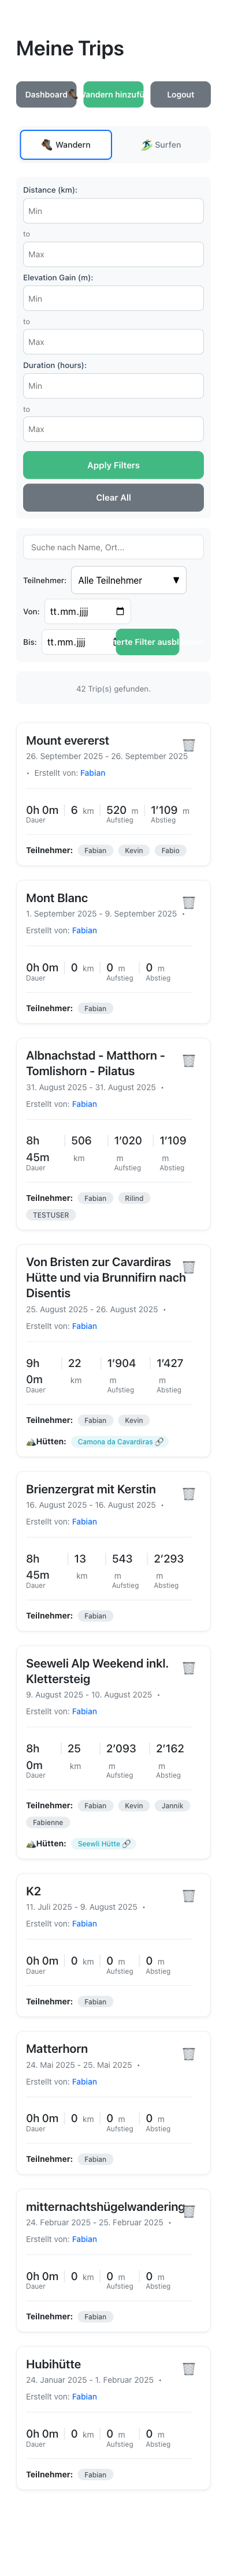 Meine Trips
Dashboard
Wandern hinzufü
Logout
Wandern
Surfen
Distance (km):
Min
to
Max
Elevation Gain (m):
Min
to
Max
Duration (hours):
Min
to
Max
Apply Filters
Clear All
Suche nach Name, Ort...
Teilnehmer: Alle Teilnehmer ▼
Von: tt.mm.jjjj
Bis: tt.mm.jjjj
terte Filter ausbl
42 Trip(s) gefunden.
Mount evererst
26. September 2025 - 26. September 2025
• Erstellt von: Fabian
0h 0m 6 km 520 m 1'109 m
Dauer Aufstieg Abstieg
Teilnehmer: Fabian Kevin Fabio
Mont Blanc
1. September 2025 - 9. September 2025 •
Erstellt von: Fabian
0h 0m 0 km 0 m 0 m
Dauer Aufstieg Abstieg
Teilnehmer: Fabian
Albnachstad - Matthorn -
Tomlishorn - Pilatus
31. August 2025 - 31. August 2025 •
Erstellt von: Fabian
8h 506 1'020 1'109
45m km m m
Dauer Aufstieg Abstieg
Teilnehmer: Fabian Rilind
TESTUSER
Von Bristen zur Cavardiras
Hütte und via Brunnifirn nach
Disentis
25. August 2025 - 26. August 2025 •
Erstellt von: Fabian
9h 22 1'904 1'427
0m km m m
Dauer Aufstieg Abstieg
Teilnehmer: Fabian Kevin
Hütten: Camona da Cavardiras
Brienzergrat mit Kerstin
16. August 2025 - 16. August 2025 •
Erstellt von: Fabian
8h 13 543 2'293
45m km m m
Dauer Aufstieg Abstieg
Teilnehmer: Fabian
Seeweli Alp Weekend inkl.
Klettersteig
9. August 2025 - 10. August 2025 •
Erstellt von: Fabian
8h 25 2'093 2'162
0m km m m
Dauer Aufstieg Abstieg
Teilnehmer: Fabian Kevin Jannik
Fabienne
Hütten: Seewli Hütte
K2
11. Juli 2025 - 9. August 2025 •
Erstellt von: Fabian
0h 0m 0 km 0 m 0 m
Dauer Aufstieg Abstieg
Teilnehmer: Fabian
Matterhorn
24. Mai 2025 - 25. Mai 2025 •
Erstellt von: Fabian
0h 0m 0 km 0 m 0 m
Dauer Aufstieg Abstieg
Teilnehmer: Fabian
mitternachtshügelwandering
24. Februar 2025 - 25. Februar 2025 •
Erstellt von: Fabian
0h 0m 0 km 0 m 0 m
Dauer Aufstieg Abstieg
Teilnehmer: Fabian
Hubihütte
24. Januar 2025 - 1. Februar 2025 •
Erstellt von: Fabian
0h 0m 0 km 0 m 0 m
Dauer Aufstieg Abstieg
Teilnehmer: Fabian